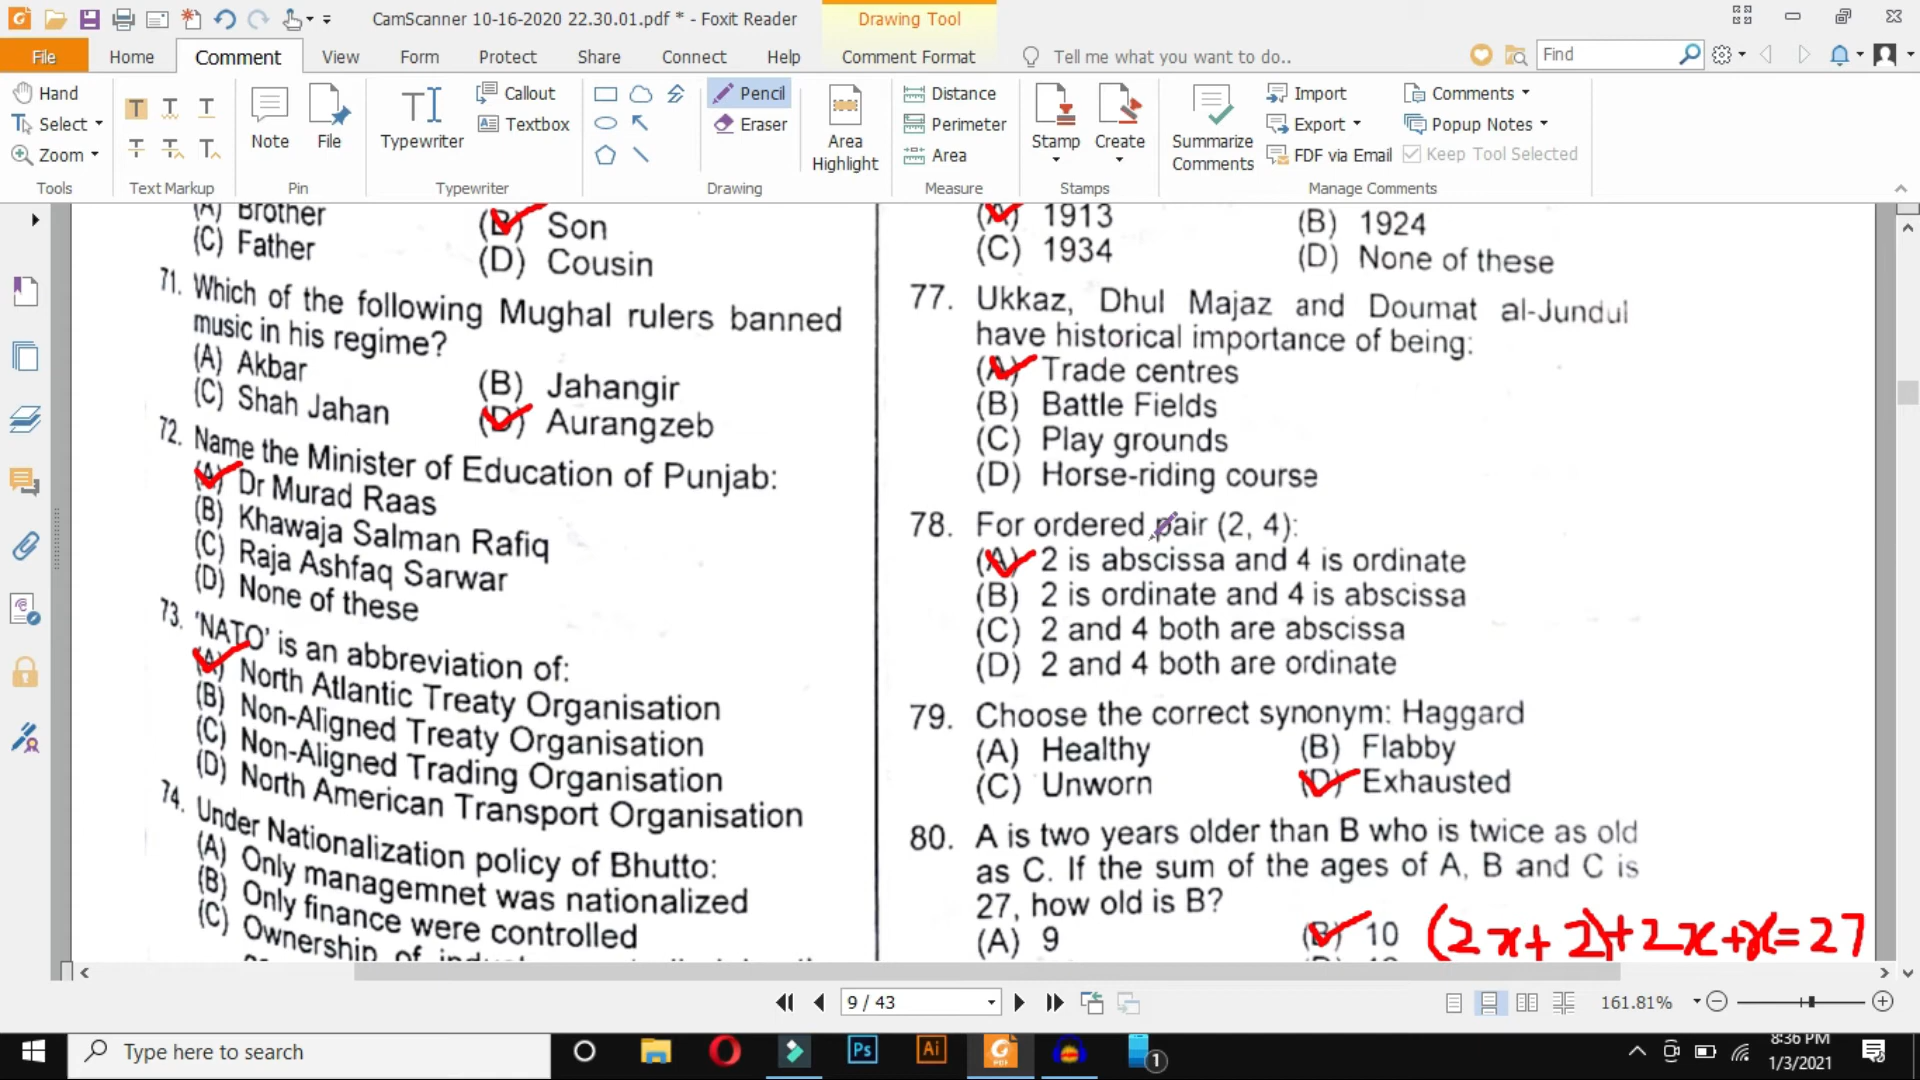 CamScanner 10-16-2020 22.30.01.pdf * - Foxit Reader
Drawing Tool
File Home Comment View Form Protect Share Connect Help Comment Format Tell me what you want to do.. Find
Hand
Select
Zoom
Tools
Text Markup
Note
File
Pin
Typewriter
Callout
Textbox
Typewriter
Pencil
Eraser
Drawing
Area
Highlight
Distance
Perimeter
Area
Measure
Stamp
Create
Stamps
Summarize
Comments
Import
Export
FDF via Email
Comments
Popup Notes
Keep Tool Selected
Manage Comments
(A) Brother (B) Son
(C) Father (D) Cousin
71. Which of the following Mughal rulers banned
music in his regime?
(A) Akbar (B) Jahangir
(C) Shah Jahan (D) Aurangzeb
72. Name the Minister of Education of Punjab:
(A) Dr Murad Raas
(B) Khawaja Salman Rafiq
(C) Raja Ashfaq Sarwar
(D) None of these
73. 'NATO' is an abbreviation of:
(A) North Atlantic Treaty Organisation
(B) Non-Aligned Treaty Organisation
(C) Non-Aligned Trading Organisation
(D) North American Transport Organisation
74. Under Nationalization policy of Bhutto:
(A) Only managemnet was nationalized
(B) Only finance were controlled
(C) Ownership of
(A) 1913 (B) 1924
(C) 1934 (D) None of these
77. Ukkaz, Dhul Majaz and Doumat al-Jundul
have historical importance of being:
(A) Trade centres
(B) Battle Fields
(C) Play grounds
(D) Horse-riding course
78. For ordered pair (2, 4):
(A) 2 is abscissa and 4 is ordinate
(B) 2 is ordinate and 4 is abscissa
(C) 2 and 4 both are abscissa
(D) 2 and 4 both are ordinate
79. Choose the correct synonym: Haggard
(A) Healthy (B) Flabby
(C) Unworn (D) Exhausted
80. A is two years older than B who is twice as old
as C. If the sum of the ages of A, B and C is
27, how old is B?
(A) 9 (B) 10 (2x+2)+2x+x=27
9 / 43
161.81%
Type here to search
Ps
Ai
1
8:36 PM
1/3/2021